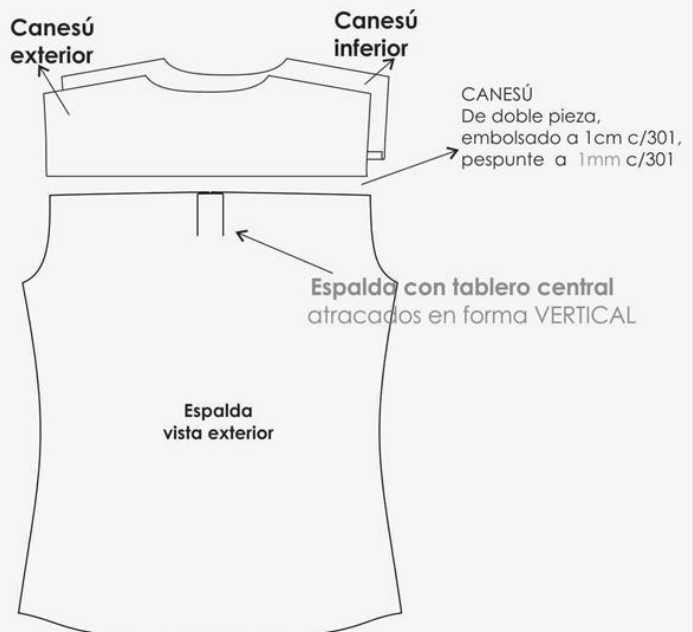 Canesú
exterior
Canesú
inferior
CANESÚ
De doble pieza,
embolsado a 1cm c/301,
pespunte a 1mm c/301
Espalda con tablero central
atracados en forma VERTICAL
Espalda
vista exterior